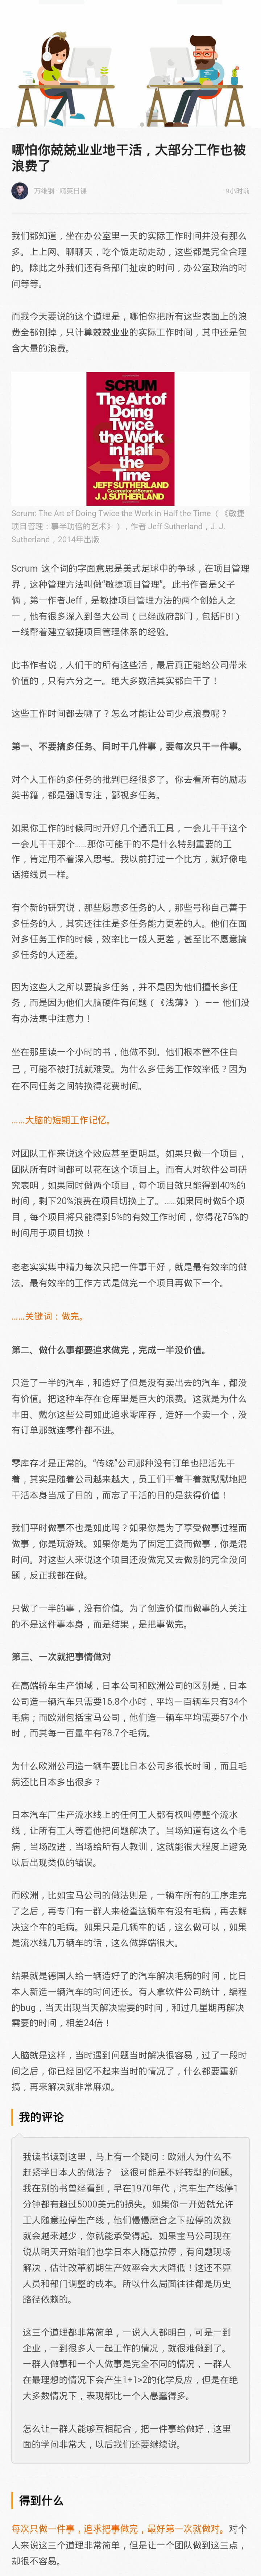 哪怕你兢兢业业地干活，大部分工作也被
浪费了
万维钢 · 精英日课
9小时前
我们都知道，坐在办公室里一天的实际工作时间并没有那么
多。上上网、聊聊天，吃个饭走动走动，这些都是完全合理
的。除此之外我们还有各部门扯皮的时间，办公室政治的时
间等等。
而我今天要说的这个道理是，哪怕你把所有这些表面上的浪
费全都刨掉，只计算兢兢业业的实际工作时间，其中还是包
含大量的浪费。
SCRUM
The Art of
Doing
Twice
the Work
in Half
the
Time
JEFF SUTHERLAND
Co-creator of Scrum
J. J. SUTHERLAND
Scrum: The Art of Doing Twice the Work in Half the Time（《敏捷
项目管理：事半功倍的艺术》），作者 Jeff Sutherland，J. J.
Sutherland，2014年出版
Scrum 这个词的字面意思是美式足球中的争球，在项目管理
界，这种管理方法叫做“敏捷项目管理”。此书作者是父子
俩，第一作者Jeff，是敏捷项目管理方法的两个创始人之
一，他有很多深入到各大公司（已经政府部门，包括FBI）
一线帮着建立敏捷项目管理体系的经验。
此书作者说，人们干的所有这些活，最后真正能给公司带来
价值的，只有六分之一。绝大多数活其实都白干了！
这些工作时间都去哪了？怎么才能让公司少点浪费呢？
第一、不要搞多任务、同时干几件事，要每次只干一件事。
对个人工作的多任务的批判已经很多了。你去看所有的励志
类书籍，都是强调专注，鄙视多任务。
如果你工作的时候同时开好几个通讯工具，一会儿干干这个
一会儿干干那个……那你可能干的不是什么特别重要的工
作，肯定用不着深入思考。我以前打过一个比方，就好像电
话接线员一样。
有个新的研究说，那些愿意多任务的人，那些号称自己善于
多任务的人，其实还往往是多任务能力更差的人。他们在面
对多任务工作的时候，效率比一般人更差，甚至比不愿意搞
多任务的人还差。
因为这些人之所以要搞多任务，并不是因为他们擅长多任
务，而是因为他们大脑硬件有问题（《浅薄》）—— 他们没
有办法集中注意力！
坐在那里读一个小时的书，他做不到。他们根本管不住自
己，可能不被打扰就难受。为什么多任务工作效率低？因为
在不同任务之间转换得花费时间。
……大脑的短期工作记忆。
对团队工作来说这个效应甚至更明显。如果只做一个项目，
团队所有时间都可以花在这个项目上。而有人对软件公司研
究表明，如果同时做两个项目，每个项目就只能得到40%的
时间，剩下20%浪费在项目切换上了。……如果同时做5个项
目，每个项目将只能得到5%的有效工作时间，你得花75%的
时间用于项目切换！
老老实实集中精力每次只把一件事干好，就是最有效率的做
法。最有效率的工作方式是做完一个项目再做下一个。
……关键词：做完。
第二、做什么事都要追求做完，完成一半没价值。
只造了一半的汽车，和造好了但是没有卖出去的汽车，都没
有价值。把这种车存在仓库里是巨大的浪费。这就是为什么
丰田、戴尔这些公司如此追求零库存，造好一个卖一个，没
有订单那就连零件都不进。
零库存才是正常的。“传统”公司那种没有订单也把活先干
着，其实是随着公司越来越大，员工们干着干着就默默地把
干活本身当成了目的，而忘了干活的目的是获得价值！
我们平时做事不也是如此吗？如果你是为了享受做事过程而
做事，你是玩游戏。如果你是为了固定工资而做事，你是混
时间。对这些人来说这个项目还没做完又去做别的完全没问
题，反正我都在做。
只做了一半的事，没有价值。为了创造价值而做事的人关注
的不是这件事本身，而是结果，是把事做完。
第三、一次就把事情做对
在高端轿车生产领域，日本公司和欧洲公司的区别是，日本
公司造一辆汽车只需要16.8个小时，平均一百辆车只有34个
毛病；而欧洲包括宝马公司，他们造一辆车平均需要57个小
时，而其每一百量车有78.7个毛病。
为什么欧洲公司造一辆车要比日本公司多很长时间，而且毛
病还比日本多出很多？
日本汽车厂生产流水线上的任何工人都有权叫停整个流水
线，让所有工人等着他把问题解决了。当场知道有这么个毛
病，当场改进，当场给所有人教训，这就能很大程度上避免
以后出现类似的错误。
而欧洲，比如宝马公司的做法则是，一辆车所有的工序走完
了之后，再专门有一群人来检查这辆车有没有毛病，再去解
决这个车的毛病。如果只是几辆车的话，这么做可以，如果
是流水线几万辆车的话，这么做弊端很大。
结果就是德国人给一辆造好了的汽车解决毛病的时间，比日
本人新造一辆汽车的时间还长。有人拿软件公司统计，编程
的bug，当天出现当天解决需要的时间，和过几星期再解决
需要的时间，相差24倍！
人脑就是这样，当时遇到问题当时解决很容易，过了一段时
间之后，你已经回忆不起来当时的情况了，什么都要重新
搞，再来解决就非常麻烦。
我的评论
我读书读到这里，马上有一个疑问：欧洲人为什么不
赶紧学日本人的做法？ 这很可能是不好转型的问题。
我在别的书曾经看到，早在1970年代，汽车生产线停1
分钟都有超过5000美元的损失。如果你一开始就允许
工人随意拉停生产线，他们慢慢磨合之下拉停的次数
就会越来越少，你就能承受得起。如果宝马公司现在
说从明天开始咱们也学日本人随意拉停，有问题现场
解决，估计改革初期生产效率会大大降低！这还不算
人员和部门调整的成本。所以什么局面往往都是历史
路径依赖的。
这三个道理都非常简单，一说人人都明白，可是一到
企业，一到很多人一起工作的情况，就很难做到了。
一群人做事和一个人做事是完全不同的情况，一群人
在最理想的情况下会产生1+1>2的化学反应，但是在绝
大多数情况下，表现都比一个人愚蠢得多。
怎么让一群人能够互相配合，把一件事给做好，这里
面的学问非常大，以后我们还要继续说。
得到什么
每次只做一件事，追求把事做完，最好第一次就做对。对个
人来说这三个道理非常简单，但是让一个团队做到这三点，
却很不容易。